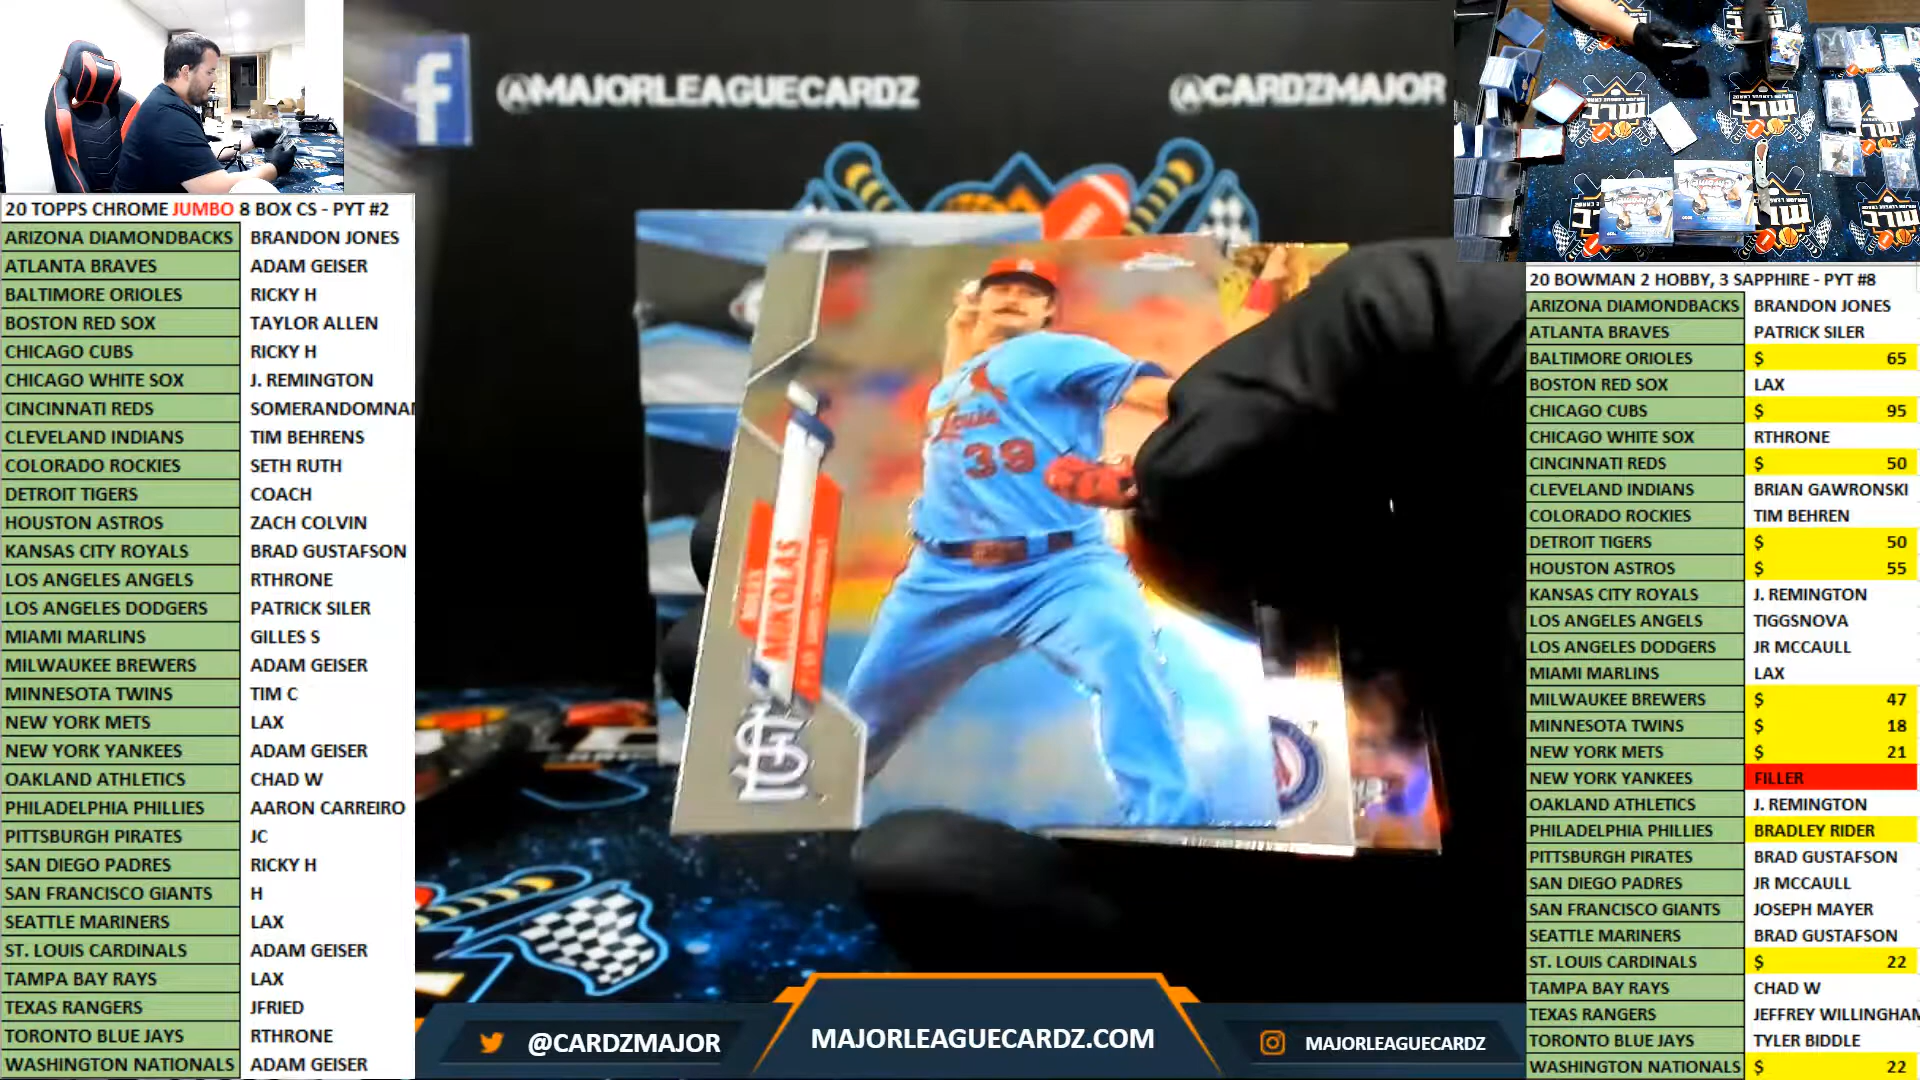 @MAJORLEAGUECARDZ
@CARDZMAJOR
20 TOPPS CHROME JUMBO 8 BOX CS - PYT #2
ARIZONA DIAMONDBACKS BRANDON JONES
ATLANTA BRAVES ADAM GEISER
BALTIMORE ORIOLES RICKY H
BOSTON RED SOX TAYLOR ALLEN
CHICAGO CUBS RICKY H
CHICAGO WHITE SOX J. REMINGTON
CINCINNATI REDS SOMERANDOMNA
CLEVELAND INDIANS TIM BEHRENS
COLORADO ROCKIES SETH RUTH
DETROIT TIGERS COACH
HOUSTON ASTROS ZACH COLVIN
KANSAS CITY ROYALS BRAD GUSTAFSON
LOS ANGELES ANGELS RTHRONE
LOS ANGELES DODGERS PATRICK SILER
MIAMI MARLINS GILLES S
MILWAUKEE BREWERS ADAM GEISER
MINNESOTA TWINS TIM C
NEW YORK METS LAX
NEW YORK YANKEES ADAM GEISER
OAKLAND ATHLETICS CHAD W
PHILADELPHIA PHILLIES AARON CARREIRO
PITTSBURGH PIRATES JC
SAN DIEGO PADRES RICKY H
SAN FRANCISCO GIANTS H
SEATTLE MARINERS LAX
ST. LOUIS CARDINALS ADAM GEISER
TAMPA BAY RAYS LAX
TEXAS RANGERS JFRIED
TORONTO BLUE JAYS RTHRONE
WASHINGTON NATIONALS ADAM GEISER
Louis
39
MILES
MIKOLAS
STL
20 BOWMAN 2 HOBBY, 3 SAPPHIRE - PYT #8
ARIZONA DIAMONDBACKS BRANDON JONES
ATLANTA BRAVES PATRICK SILER
BALTIMORE ORIOLES $ 65
BOSTON RED SOX LAX
CHICAGO CUBS $ 95
CHICAGO WHITE SOX RTHRONE
CINCINNATI REDS $ 50
CLEVELAND INDIANS BRIAN GAWRONSKI
COLORADO ROCKIES TIM BEHREN
DETROIT TIGERS $ 50
HOUSTON ASTROS $ 55
KANSAS CITY ROYALS J. REMINGTON
LOS ANGELES ANGELS TIGGSNOVA
LOS ANGELES DODGERS JR MCCAULL
MIAMI MARLINS LAX
MILWAUKEE BREWERS $ 47
MINNESOTA TWINS $ 18
NEW YORK METS $ 21
NEW YORK YANKEES FILLER
OAKLAND ATHLETICS J. REMINGTON
PHILADELPHIA PHILLIES BRADLEY RIDER
PITTSBURGH PIRATES BRAD GUSTAFSON
SAN DIEGO PADRES JR MCCAULL
SAN FRANCISCO GIANTS JOSEPH MAYER
SEATTLE MARINERS BRAD GUSTAFSON
ST. LOUIS CARDINALS $ 22
TAMPA BAY RAYS CHAD W
TEXAS RANGERS JEFFREY WILLINGHAM
TORONTO BLUE JAYS TYLER BIDDLE
WASHINGTON NATIONALS $ 22
@CARDZMAJOR
MAJORLEAGUECARDZ.COM
MAJORLEAGUECARDZ